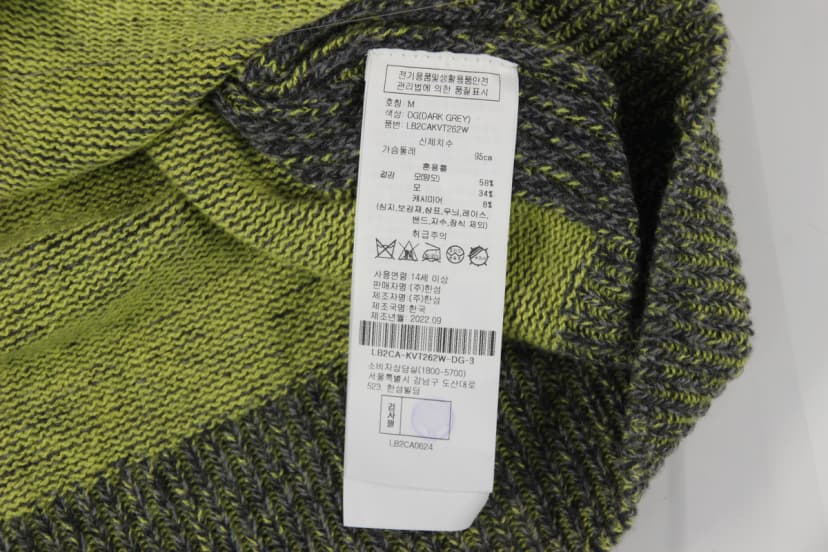 전기용품및생활용품안전
관리법에 의한 품질표시
호칭: M
색상: DG(DARK GREY)
품번: LB2CAKVT262W
신체치수
가슴둘레 95cm
혼용률
겉감 모(양모) 58%
모 34%
캐시미어 8%
(심지,보강재,상표,무늬,레이스,
밴드,자수,장식 제외)
취급주의
사용연령:14세 이상
판매자명:(주)한섬
제조자명:(주)한섬
제조국명:한국
제조년월: 2022.09
LB2CA-KVT262W-DG-3
소비자상담실(1800-5700)
서울특별시 강남구 도산대로
523, 한섬빌딩
검사필
LB2CA0624